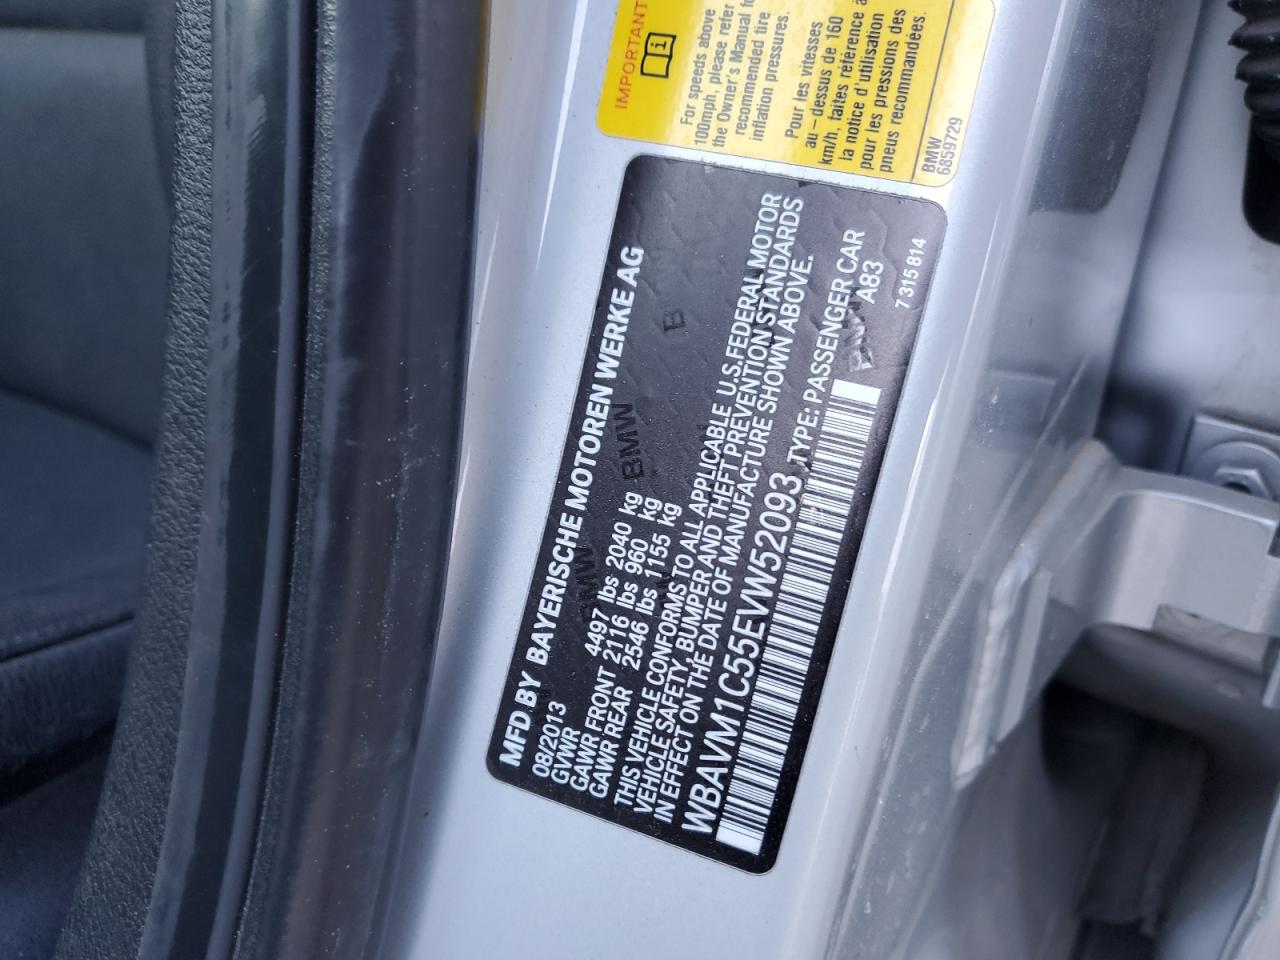 IMPORTANT
For speeds above
100mph, please refer
the Owner's Manual
recommended tire
inflation pressures.
Pour les vitesses
au-dessus de 160
km/h, faites référence à
la notice d'utilisation
pour les pressions des
pneus recommandées.
BMW
6859729
MFD BY BAYERISCHE MOTOREN WERKE AG
08/2013
GVWR 4497 lbs 2040 kg
GAWR FRONT 2116 lbs 960 kg
GAWR REAR 2546 lbs 1155 kg
THIS VEHICLE CONFORMS TO ALL APPLICABLE U.S. FEDERAL MOTOR
VEHICLE SAFETY, BUMPER AND THEFT PREVENTION STANDARDS
IN EFFECT ON THE DATE OF MANUFACTURE SHOWN ABOVE.
WBAVM1C55EVW52093 TYPE: PASSENGER CAR
A83
7 315 814
BMW
BMW